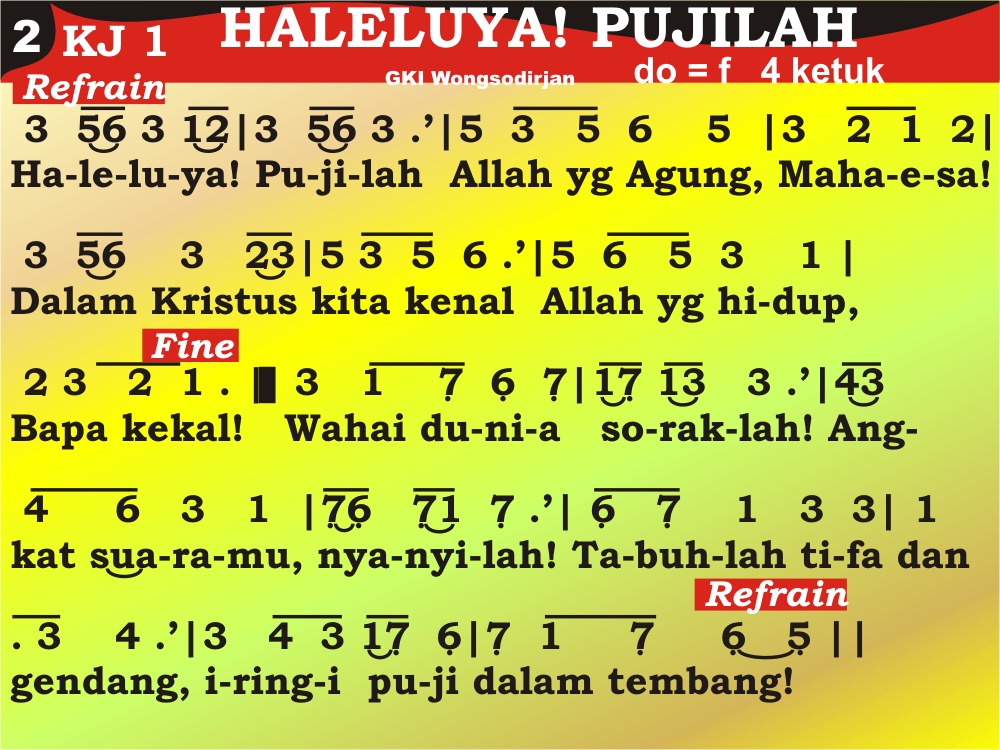 2 KJ 1 HALELUYA! PUJILAH
GKI Wongsodirjan do = f 4 ketuk
Refrain
3 56 3 12|3 56 3 .’|5 3 5 6 5 |3 2 1 2|
Ha-le-lu-ya! Pu-ji-lah Allah yg Agung, Maha-e-sa!
3 56 3 23|5 3 5 6 .’|5 6 5 3 1 |
Dalam Kristus kita kenal Allah yg hi-dup,
Fine
2 3 2 1 . | 3 1 7̣ 6̣ 7̣|17̣ 13 3 .’|43
Bapa kekal! Wahai du-ni-a so-rak-lah! Ang-
4 6 3 1 |7̣6̣ 7̣1 7̣ .’| 6̣ 7̣ 1 3 3| 1
kat sua-ra-mu, nya-nyi-lah! Ta-buh-lah ti-fa dan
Refrain
. 3 4 .’|3 4 3 17̣ 6̣|7̣ 1 7̣ 6̣ 5̣ ||
gendang, i-ring-i pu-ji dalam tembang!